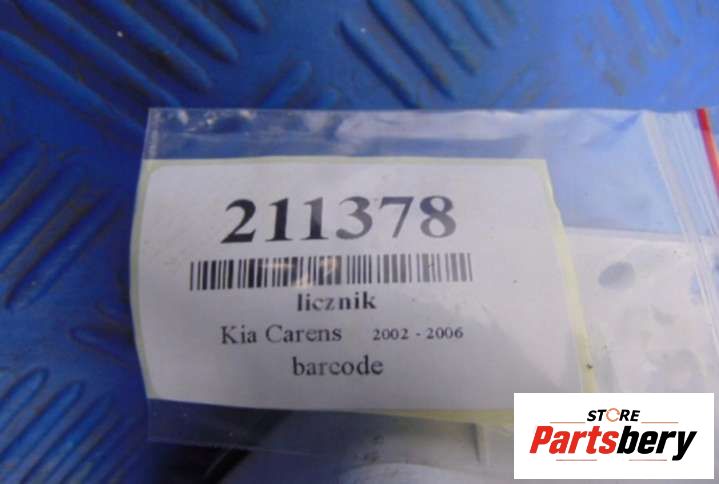 211378
licznik
Kia Carens 2002 - 2006
barcode
STORE
Partsbery